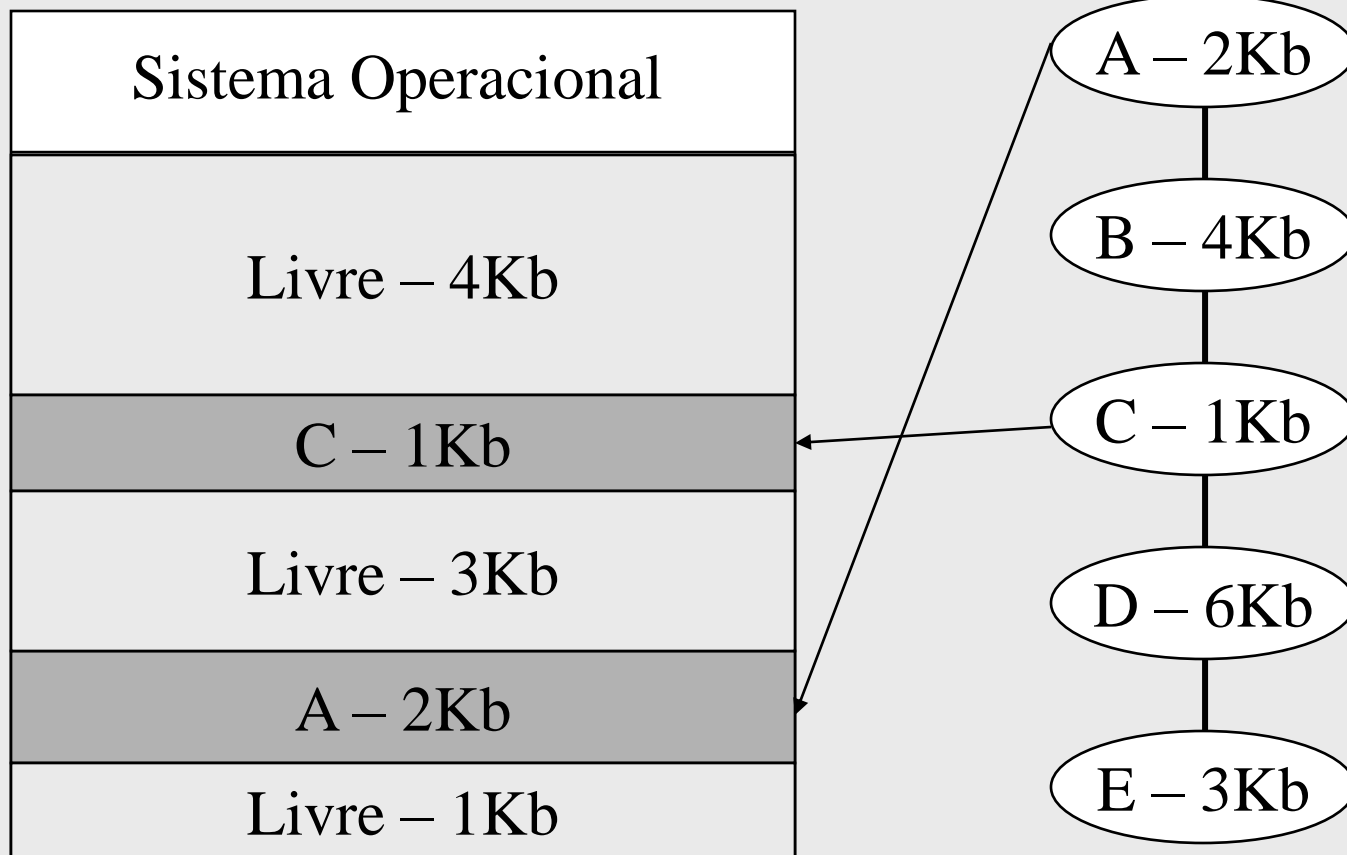 Sistema Operacional
Livre – 4Kb
C – 1Kb
Livre – 3Kb
A – 2Kb
Livre – 1Kb
A – 2Kb
B – 4Kb
C – 1Kb
D – 6Kb
E – 3Kb